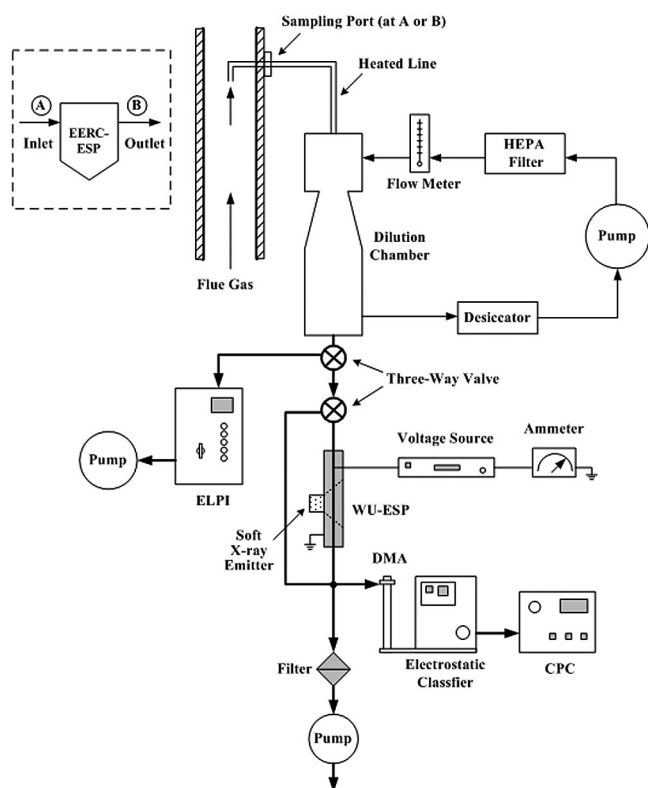 Sampling Port (at A or B)
Heated Line
A
B
EERC-
ESP
Inlet
Outlet
HEPA
Filter
Flow Meter
Pump
Dilution
Chamber
Flue Gas
Desiccator
Three-Way Valve
Pump
ELPI
Voltage Source
Ammeter
WU-ESP
Soft
X-ray
Emitter
DMA
Electrostatic
Classfier
CPC
Filter
Pump